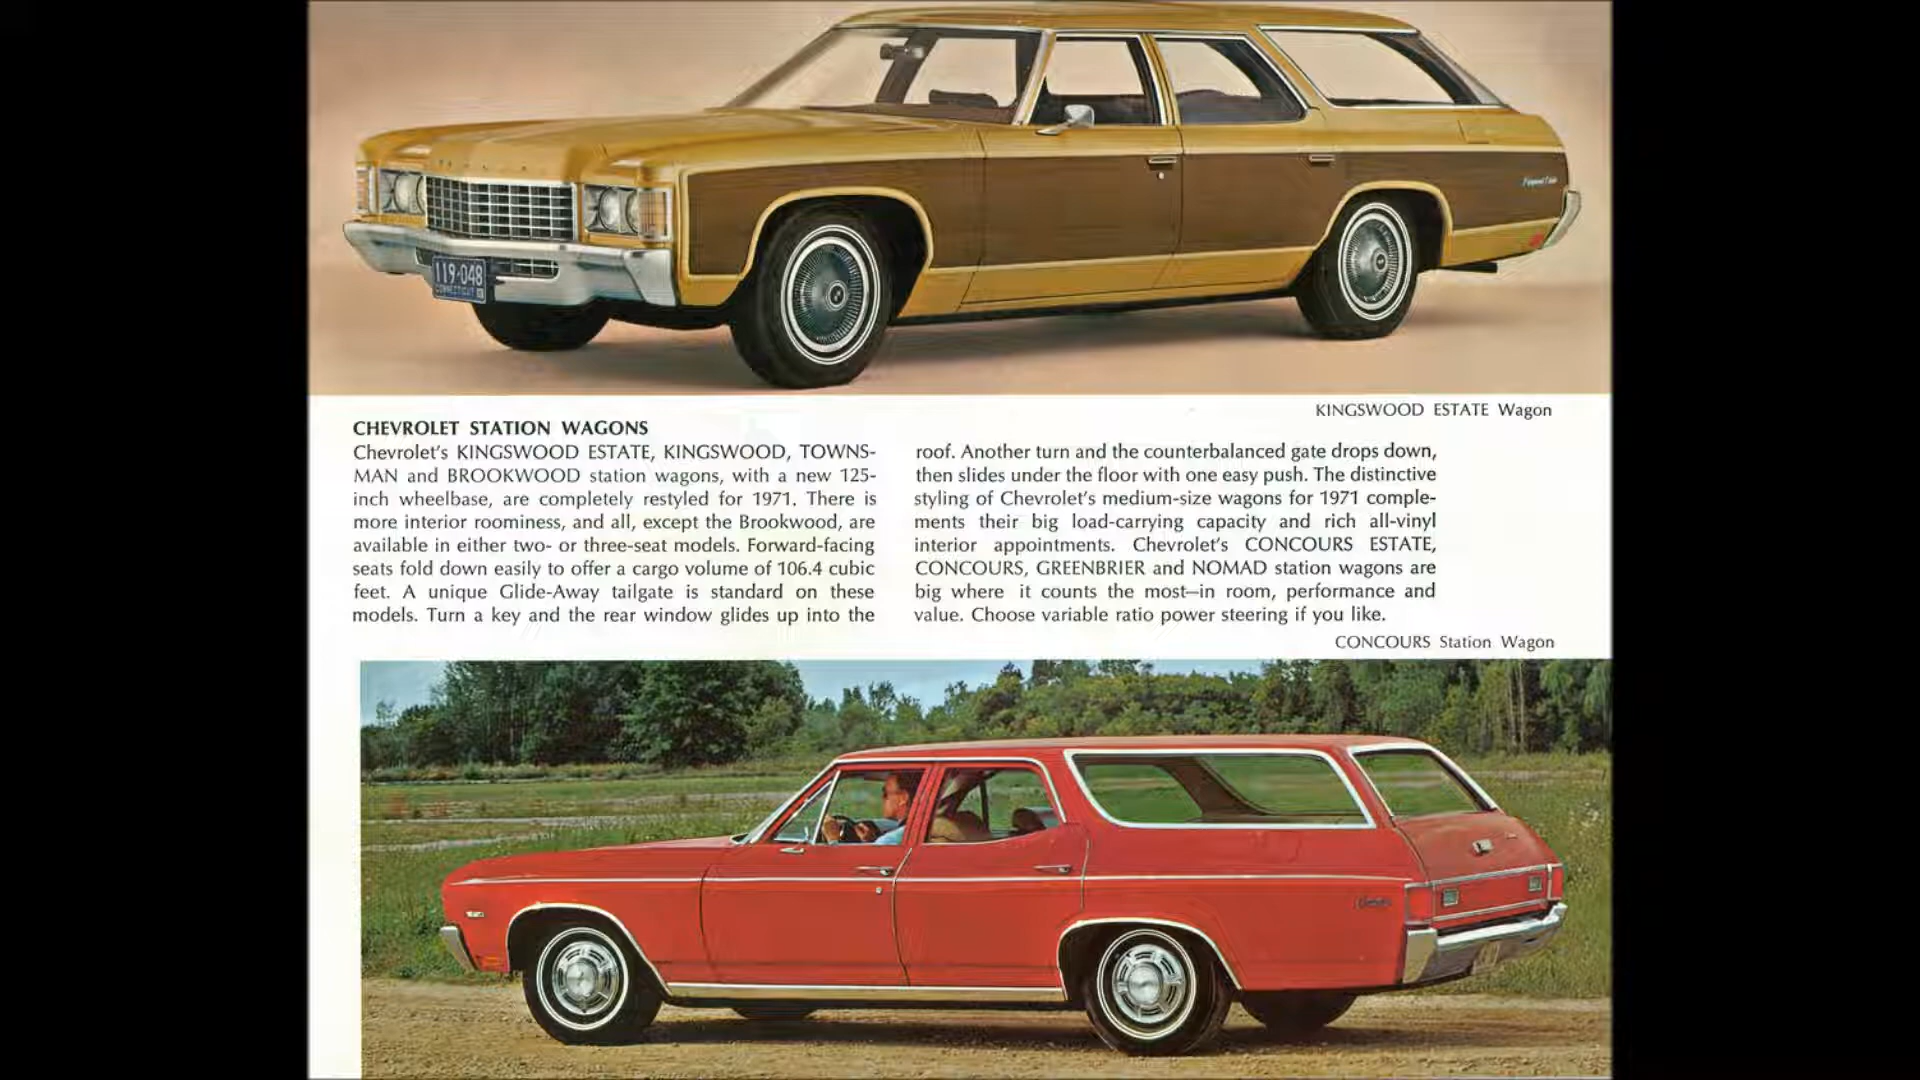 119-048
CONNECTICUT
KINGSWOOD ESTATE Wagon
CHEVROLET STATION WAGONS
Chevrolet's KINGSWOOD ESTATE, KINGSWOOD, TOWNS-
MAN and BROOKWOOD station wagons, with a new 125-
inch wheelbase, are completely restyled for 1971. There is
more interior roominess, and all, except the Brookwood, are
available in either two- or three-seat models. Forward-facing
seats fold down easily to offer a cargo volume of 106.4 cubic
feet. A unique Glide-Away tailgate is standard on these
models. Turn a key and the rear window glides up into the
roof. Another turn and the counterbalanced gate drops down,
then slides under the floor with one easy push. The distinctive
styling of Chevrolet's medium-size wagons for 1971 comple-
ments their big load-carrying capacity and rich all-vinyl
interior appointments. Chevrolet's CONCOURS ESTATE,
CONCOURS, GREENBRIER and NOMAD station wagons are
big where it counts the most—in room, performance and
value. Choose variable ratio power steering if you like.
CONCOURS Station Wagon